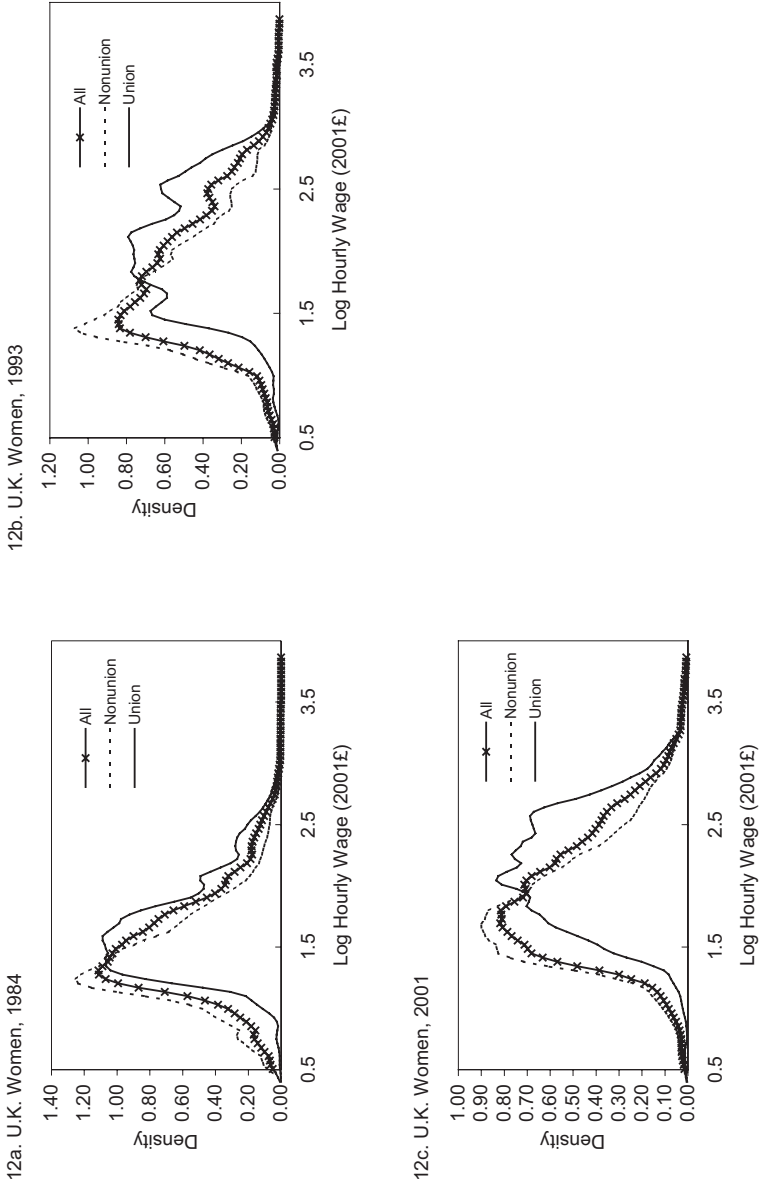 12a. U.K. Women, 1984
1.40
1.20
1.00
0.80
0.60
0.40
0.20
0.00
Density
0.5
1.5
2.5
3.5
Log Hourly Wage (2001£)
All
Nonunion
Union
12b. U.K. Women, 1993
1.20
1.00
0.80
0.60
0.40
0.20
0.00
Density
0.5
1.5
2.5
3.5
Log Hourly Wage (2001£)
All
Nonunion
Union
12c. U.K. Women, 2001
1.00
0.90
0.80
0.70
0.60
0.50
0.40
0.30
0.20
0.10
0.00
Density
0.5
1.5
2.5
3.5
Log Hourly Wage (2001£)
All
Nonunion
Union